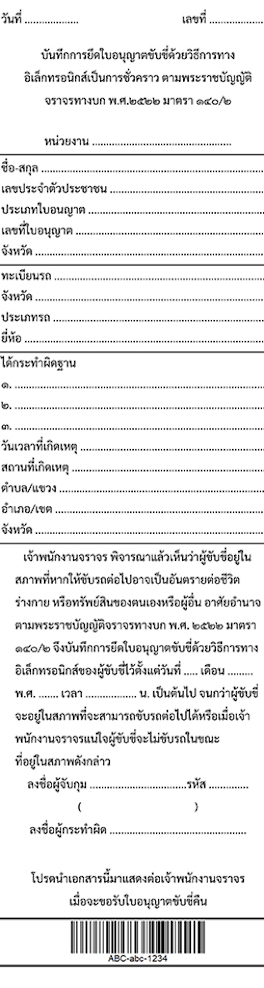 วันที่ ................... เลขที่ ...................
บันทึกการยึดใบอนุญาตขับขี่ด้วยวิธีการทาง
อิเล็กทรอนิกส์เป็นการชั่วคราว ตามพระราชบัญญัติ
จราจรทางบก พ.ศ.๒๕๒๒ มาตรา ๑๔๐/๒
หน่วยงาน ................................................
ชื่อ-สกุล ................................................
เลขประจำตัวประชาชน ................................................
ประเภทใบอนุญาต ................................................
เลขที่ใบอนุญาต ................................................
จังหวัด ................................................
ทะเบียนรถ ................................................
จังหวัด ................................................
ประเภทรถ ................................................
ยี่ห้อ ................................................
ได้กระทำผิดฐาน
๑. ................................................
๒. ................................................
๓. ................................................
วันเวลาที่เกิดเหตุ ................................................
สถานที่เกิดเหตุ ................................................
ตำบล/แขวง ................................................
อำเภอ/เขต ................................................
จังหวัด ................................................
เจ้าพนักงานจราจร พิจารณาแล้วเห็นว่าผู้ขับขี่อยู่ใน
สภาพที่หากให้ขับรถต่อไปอาจเป็นอันตรายต่อชีวิต
ร่างกาย หรือทรัพย์สินของตนเองหรือผู้อื่น อาศัยอำนาจ
ตามพระราชบัญญัติจราจรทางบก พ.ศ. ๒๕๒๒ มาตรา
๑๔๐/๒ จึงบันทึกการยึดใบอนุญาตขับขี่ด้วยวิธีการทาง
อิเล็กทรอนิกส์ของผู้ขับขี่ไว้ตั้งแต่วันที่ ..... เดือน .........
พ.ศ. ....... เวลา .................. น. เป็นต้นไป จนกว่าผู้ขับขี่
จะอยู่ในสภาพที่จะสามารถขับรถต่อไปได้หรือเมื่อเจ้า
พนักงานจราจรแน่ใจผู้ขับขี่จะไม่ขับรถในขณะ
ที่อยู่ในสภาพดังกล่าว
ลงชื่อผู้จับกุม ..................................รหัส ..............
( )
ลงชื่อผู้กระทำผิด ................................................
โปรดนำเอกสารนี้มาแสดงต่อเจ้าพนักงานจราจร
เมื่อจะขอรับใบอนุญาตขับขี่คืน
ABC-abc-1234